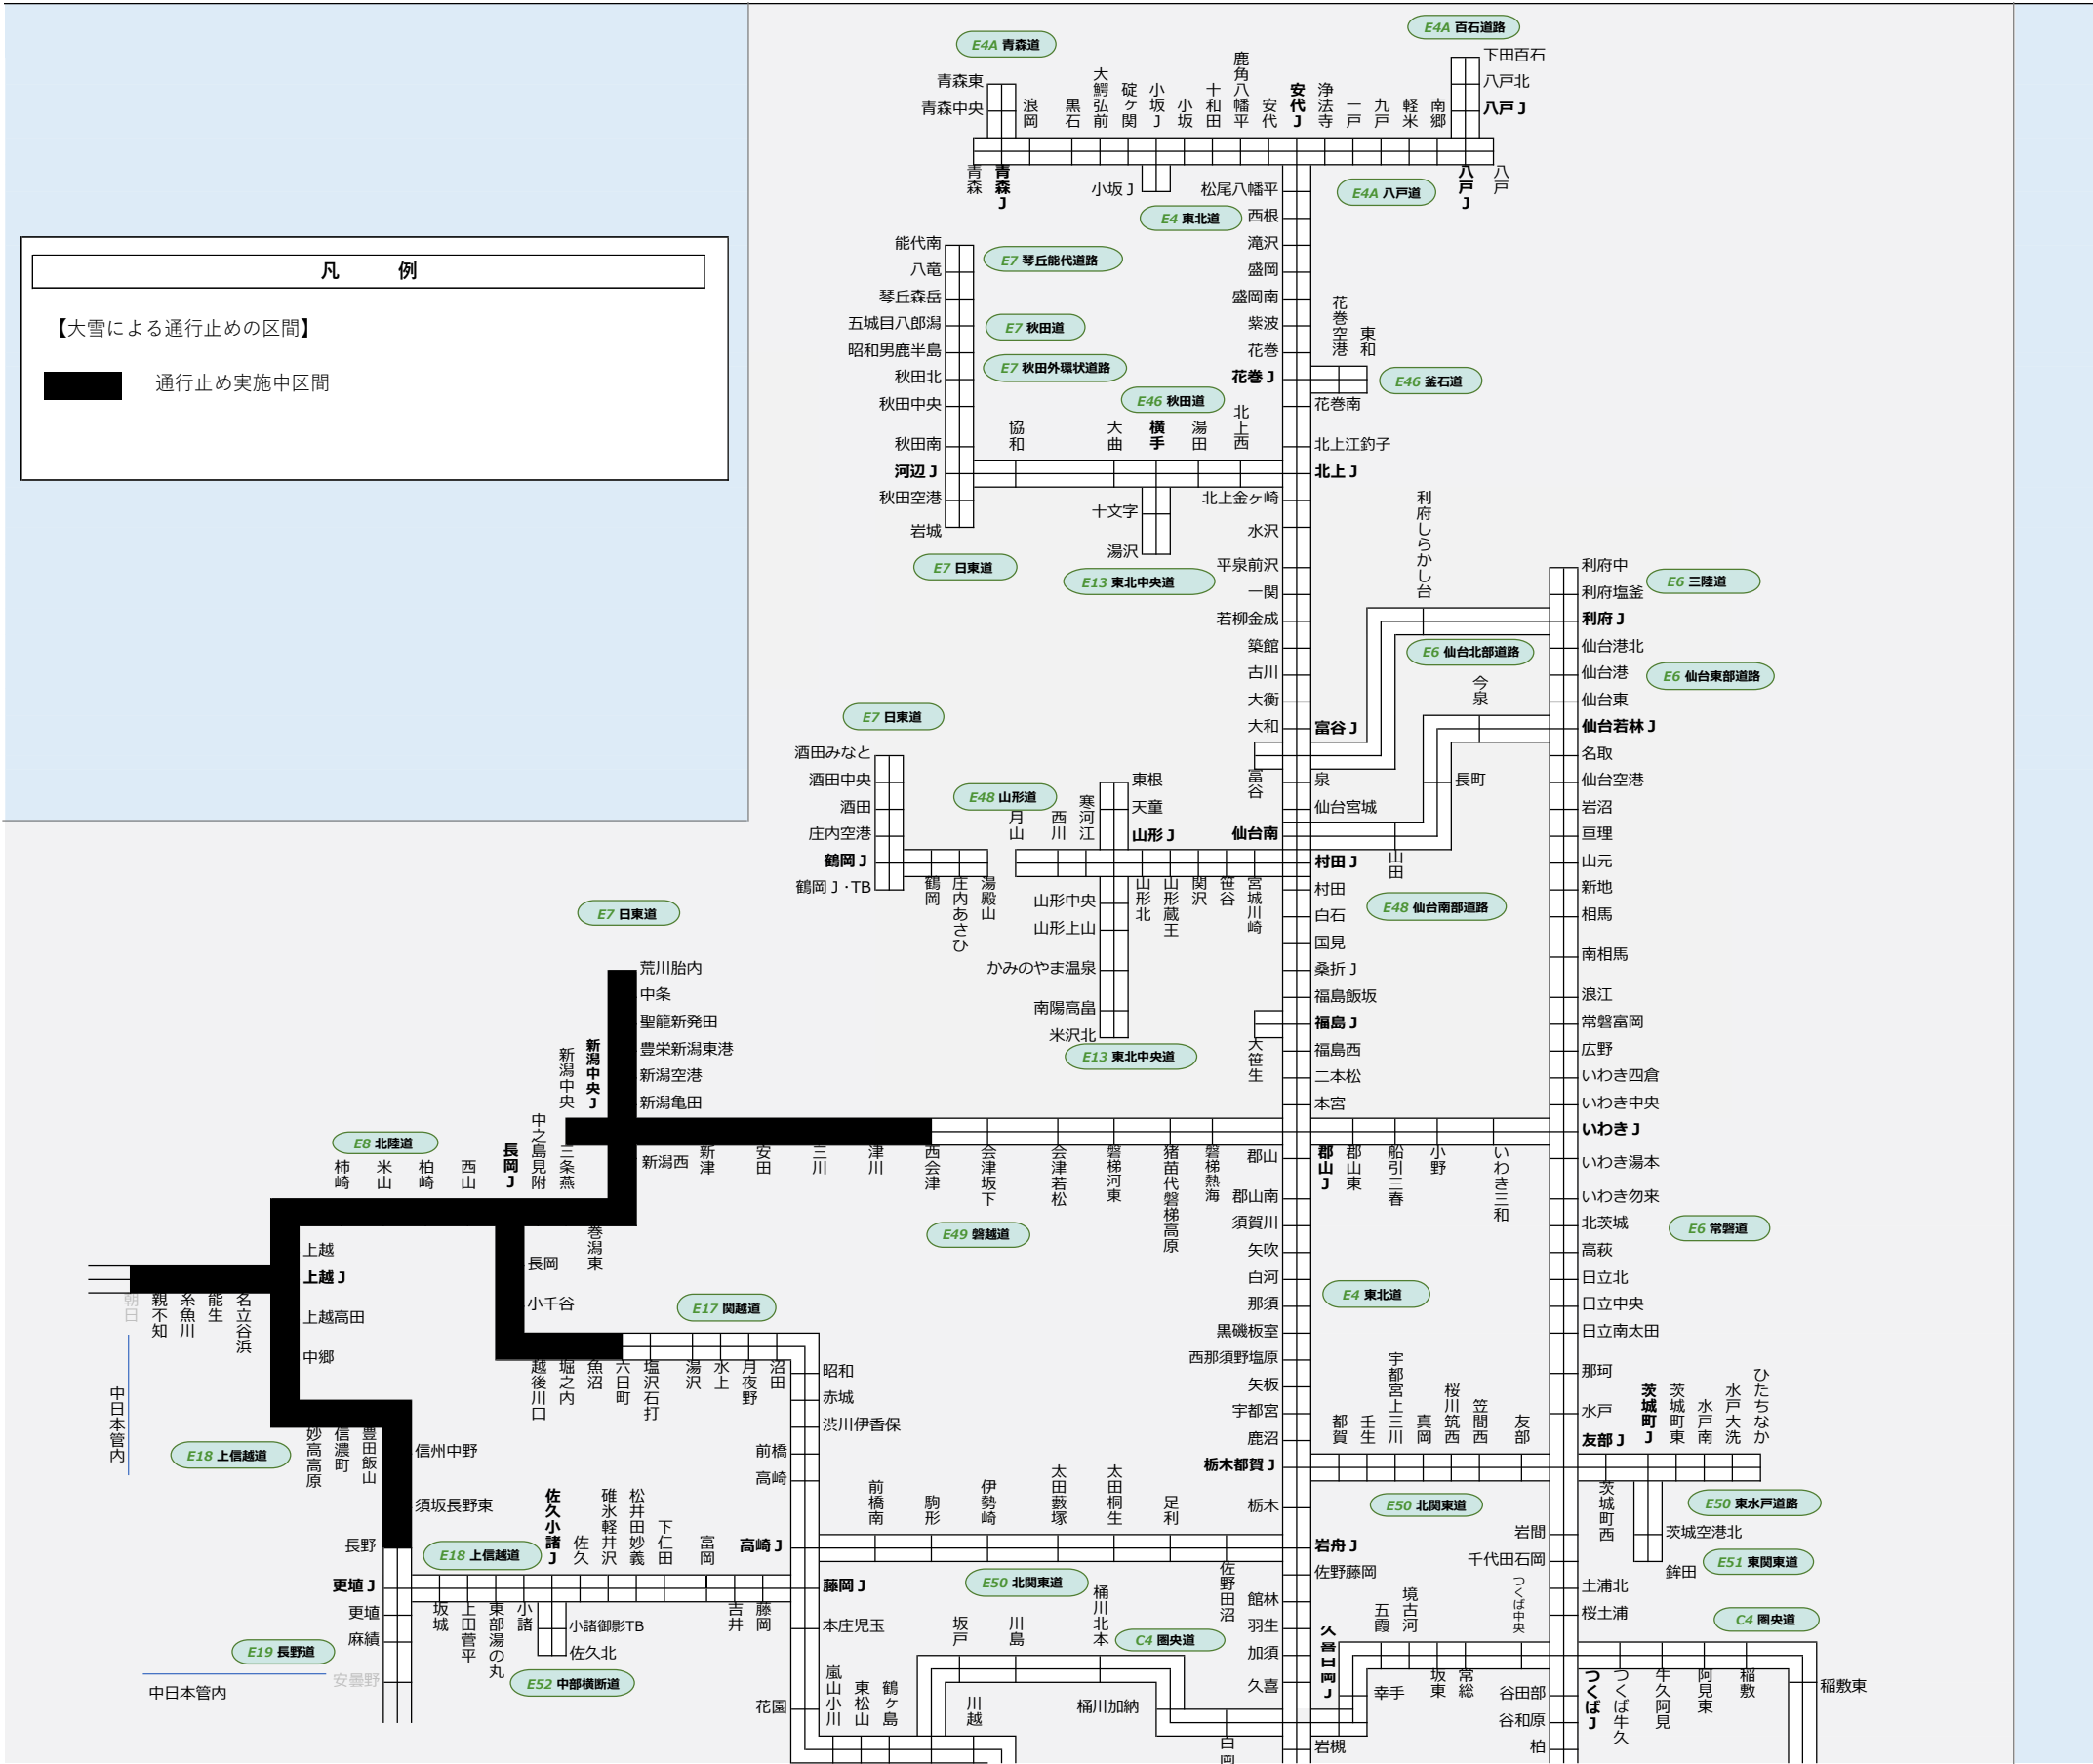 凡　例
【大雪による通行止めの区間】
通行止め実施中区間
E4A 青森道
E4A 百石道路
下田百石
八戸北
八戸Ｊ
青森東
青森中央
浪岡
黒石
大鰐弘前
碇ヶ関
小坂Ｊ
小坂
十和田
鹿角八幡平
安代
安代Ｊ
浄法寺
一戸
九戸
軽米
南郷
青森
青森Ｊ
小坂Ｊ
松尾八幡平
E4A 八戸道
八戸Ｊ
八戸
E4 東北道
西根
滝沢
盛岡
盛岡南
紫波
花巻
花巻Ｊ
花巻空港
東和
E46 釜石道
花巻南
能代南
八竜
琴丘森岳
五城目八郎潟
昭和男鹿半島
秋田北
秋田中央
秋田南
河辺Ｊ
秋田空港
岩城
E7 琴丘能代道路
E7 秋田道
E7 秋田外環状道路
E46 秋田道
協和
大曲
横手
湯田
北上西
北上江釣子
北上Ｊ
十文字
湯沢
E7 日東道
E13 東北中央道
北上金ヶ崎
水沢
平泉前沢
一関
若柳金成
築館
古川
大衡
大和
富谷Ｊ
利府しらかし台
利府中
利府塩釜
利府Ｊ
仙台港北
仙台港
仙台東
仙台若林Ｊ
名取
仙台空港
岩沼
亘理
山元
新地
相馬
南相馬
浪江
常磐富岡
広野
いわき四倉
いわき中央
いわきＪ
E6 三陸道
E6 仙台北部道路
E6 仙台東部道路
今泉
長町
富谷
泉
仙台宮城
仙台南
山田
村田Ｊ
村田
白石
国見
桑折Ｊ
福島飯坂
福島Ｊ
福島西
二本松
本宮
大笹生
E48 仙台南部道路
E7 日東道
酒田みなと
酒田中央
酒田
庄内空港
鶴岡Ｊ
鶴岡Ｊ･TB
鶴岡
庄内あさひ
湯殿山
E48 山形道
月山
西川
寒河江
東根
天童
山形Ｊ
山形北
山形蔵王
関沢
笹谷
宮城川崎
山形中央
山形上山
かみのやま温泉
南陽高畠
米沢北
E13 東北中央道
E7 日東道
荒川胎内
中条
聖籠新発田
豊栄新潟東港
新潟空港
新潟亀田
新潟中央Ｊ
新潟中央
新潟西
新津
安田
三川
津川
西会津
会津坂下
会津若松
磐梯河東
猪苗代磐梯高原
磐梯熱海
郡山
郡山Ｊ
郡山東
船引三春
小野
いわき三和
E49 磐越道
E8 北陸道
柿崎
米山
柏崎
西山
長岡Ｊ
中之島見附
三条燕
巻潟東
長岡
小千谷
上越
上越Ｊ
上越高田
中郷
朝日
親不知
糸魚川
能生
名立谷浜
中日本管内
E17 関越道
越後川口
堀之内
魚沼
六日町
塩沢石打
湯沢
水上
月夜野
沼田
昭和
赤城
渋川伊香保
前橋
高崎
E18 上信越道
妙高高原
信濃町
豊田飯山
信州中野
須坂長野東
長野
更埴Ｊ
更埴
麻績
安曇野
E19 長野道
中日本管内
E18 上信越道
坂城
上田菅平
東部湯の丸
小諸
佐久小諸Ｊ
佐久
碓氷軽井沢
松井田妙義
下仁田
富岡
吉井
藤岡
小諸御影TB
佐久北
E52 中部横断道
高崎Ｊ
藤岡Ｊ
本庄児玉
花園
嵐山小川
東松山
鶴ヶ島
前橋南
駒形
伊勢崎
太田藪塚
太田桐生
足利
佐野田沼
E50 北関東道
坂戸
川島
桶川北本
川越
桶川加納
C4 圏央道
郡山南
須賀川
矢吹
白河
那須
黒磯板室
西那須野塩原
矢板
宇都宮
鹿沼
栃木都賀Ｊ
栃木
岩舟Ｊ
佐野藤岡
館林
羽生
加須
久喜
岩槻
E4 東北道
都賀
壬生
宇都宮上三川
真岡
桜川筑西
笠間西
友部
E50 北関東道
いわき湯本
いわき勿来
北茨城
高萩
日立北
日立中央
日立南太田
那珂
水戸
友部Ｊ
E6 常磐道
茨城町Ｊ
茨城町東
水戸南
水戸大洗
ひたちなか
茨城町西
茨城空港北
鉾田
E50 東水戸道路
E51 東関東道
岩間
千代田石岡
土浦北
桜土浦
C4 圏央道
五霞
境古河
つくば中央
幸手
坂東
常総
谷田部
谷和原
柏
つくばＪ
つくば牛久
牛久阿見
阿見東
稲敷
稲敷東